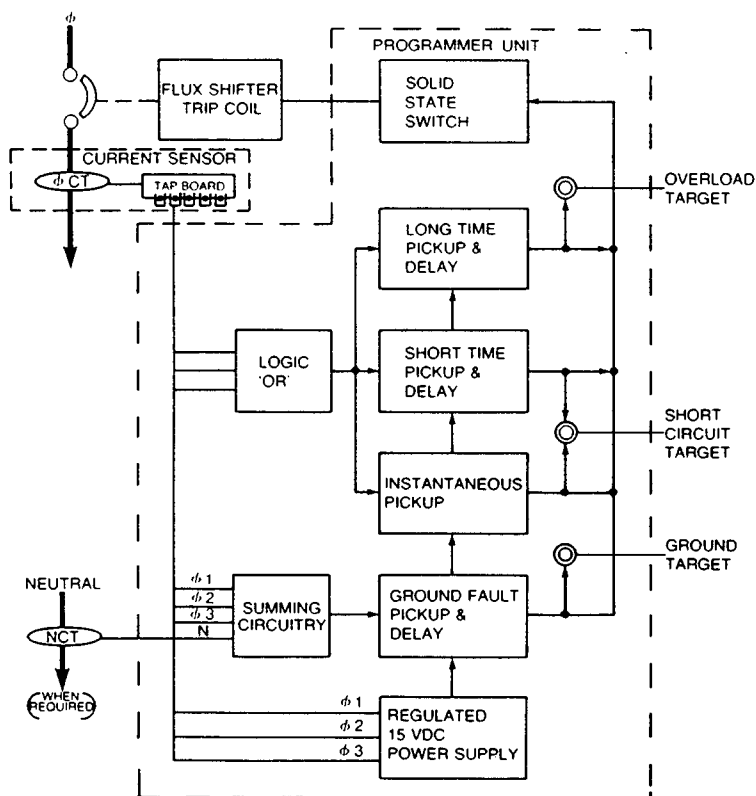 ϕ
PROGRAMMER UNIT
FLUX SHIFTER
TRIP COIL
SOLID
STATE
SWITCH
CURRENT SENSOR
ϕ CT
TAP BOARD
OVERLOAD
TARGET
LONG TIME
PICKUP &
DELAY
LOGIC
'OR'
SHORT TIME
PICKUP &
DELAY
SHORT
CIRCUIT
TARGET
INSTANTANEOUS
PICKUP
GROUND
TARGET
NEUTRAL
NCT
(WHEN
REQUIRED)
ϕ 1
ϕ 2
ϕ 3
N
SUMMING
CIRCUITRY
GROUND FAULT
PICKUP &
DELAY
ϕ 1
ϕ 2
ϕ 3
REGULATED
15 VDC
POWER SUPPLY